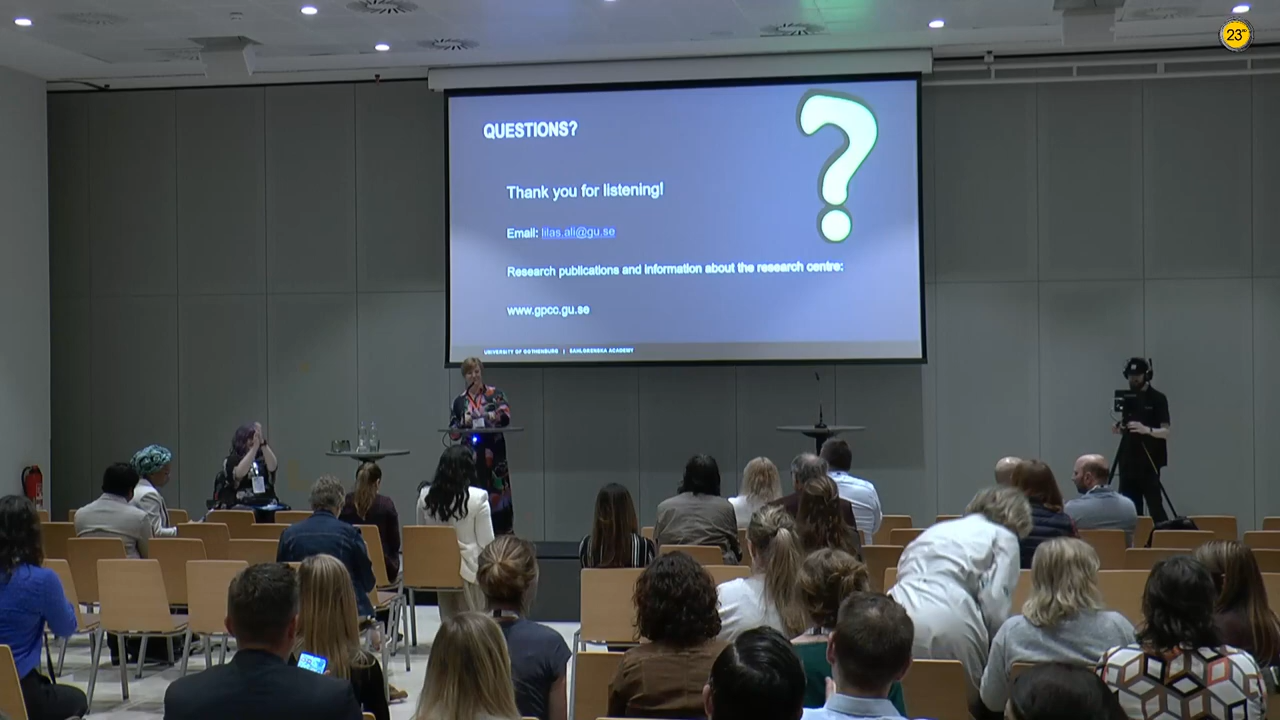 23°
QUESTIONS?
?
Thank you for listening!
Email: lilas.ali@gu.se
Research publications and information about the research centre:
www.gpcc.gu.se
UNIVERSITY OF GOTHENBURG | SAHLGRENSKA ACADEMY